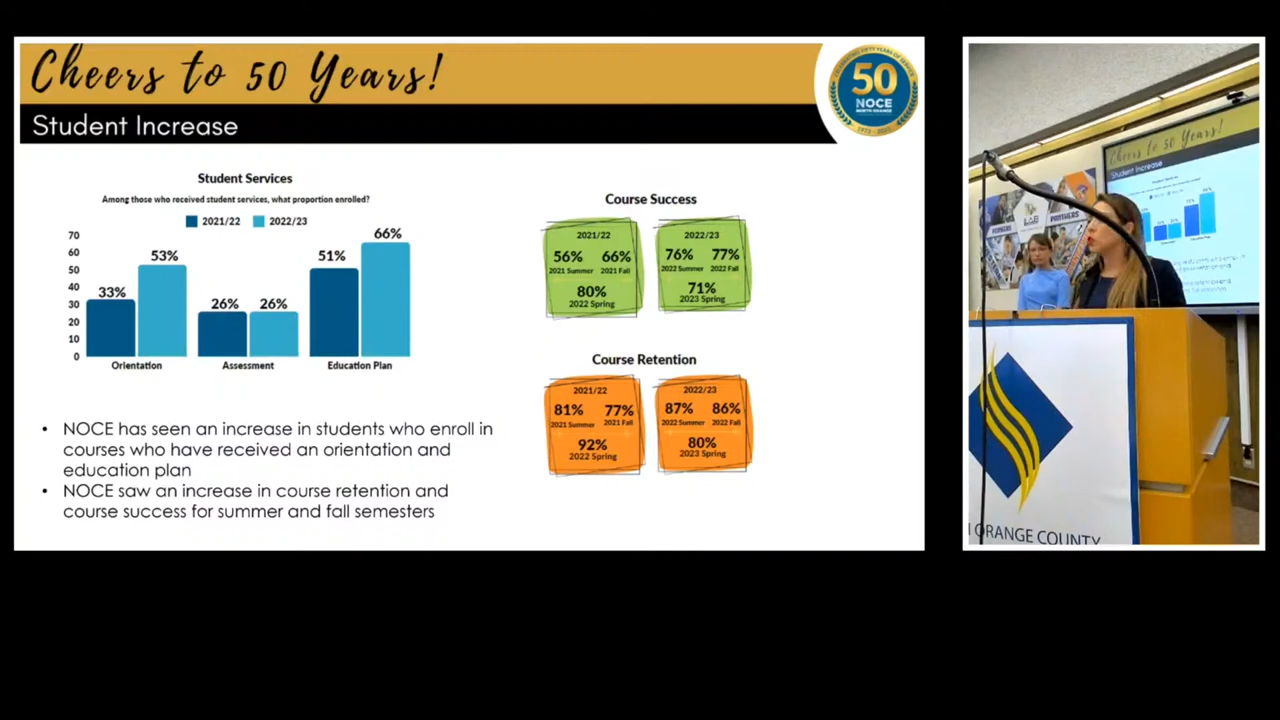 Cheers to 50 Years!
Student Increase
50
NOCE
Student Services
Among those who received student services, what proportion enrolled?
2021/22 2022/23
70
60
50
40
30
20
10
0
33% 53%
26% 26%
51% 66%
Orientation Assessment Education Plan
• NOCE has seen an increase in students who enroll in
courses who have received an orientation and
education plan
• NOCE saw an increase in course retention and
course success for summer and fall semesters
Course Success
2021/22
56% 66%
2021 Summer 2021 Fall
80%
2022 Spring
2022/23
76% 77%
2022 Summer 2022 Fall
71%
2023 Spring
Course Retention
2021/22
81% 77%
2021 Summer 2021 Fall
92%
2022 Spring
2022/23
87% 86%
2022 Summer 2022 Fall
80%
2023 Spring
Cheers to 50 Years!
Student Increase
ORANGE COUNTY